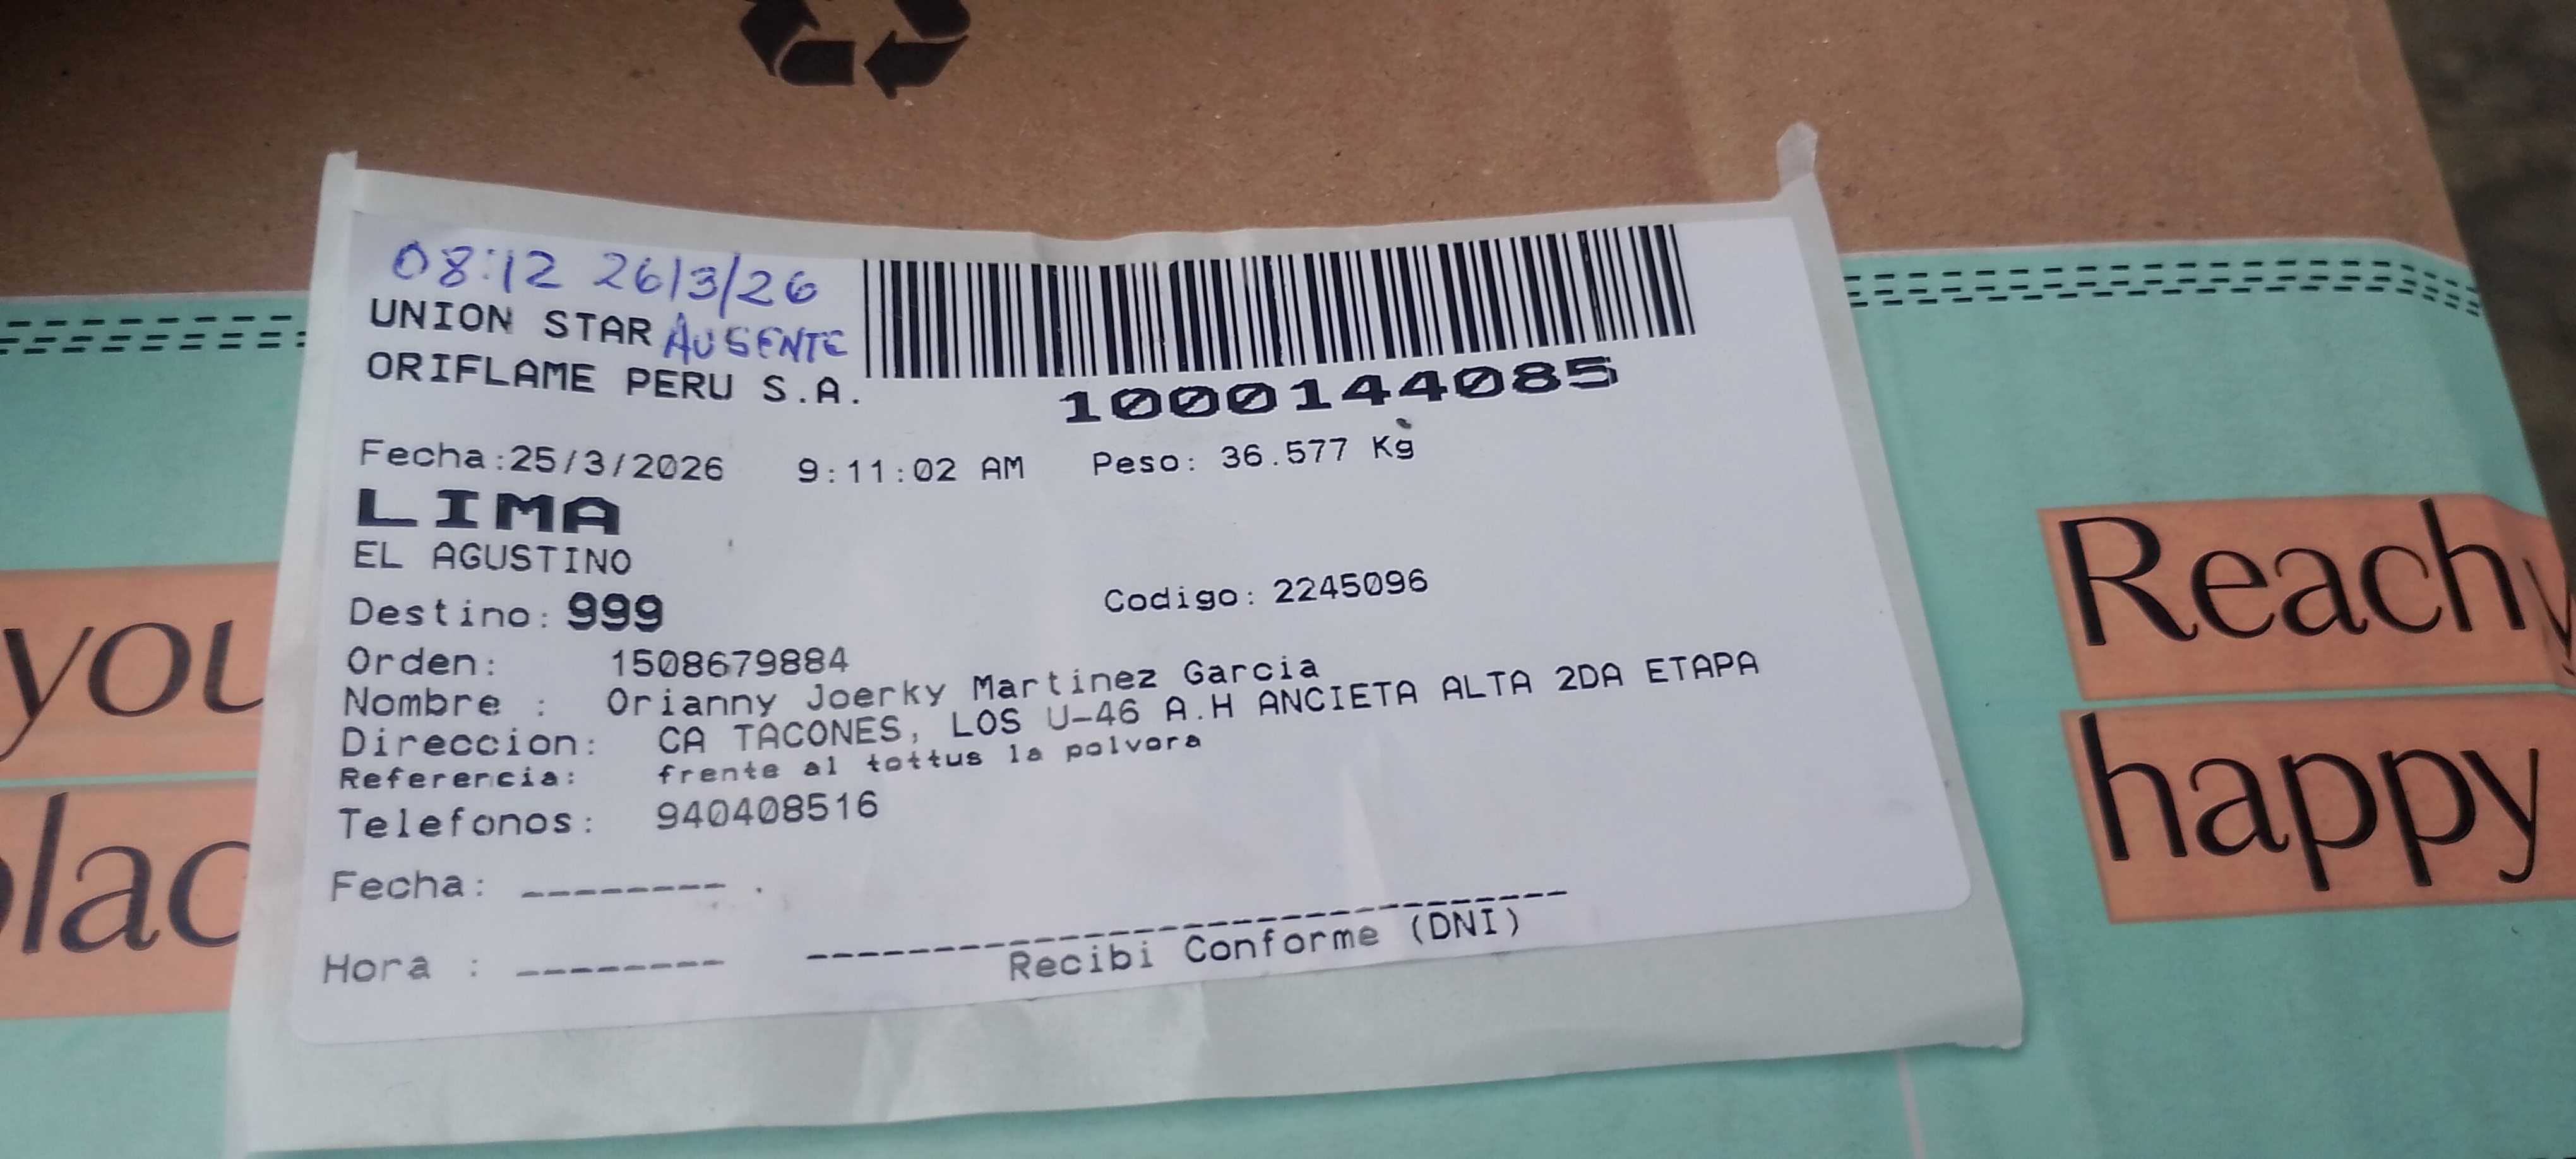 08:12 26/3/26
UNION STAR AUSENTE
ORIFLAME PERU S.A.
1000144085
Fecha:25/3/2026 9:11:02 AM Peso: 36.577 Kg
LIMA
EL AGUSTINO
Destino: 999 Codigo: 2245096
Orden: 1508679884
Nombre : Orianny Joerky Martinez Garcia
Direccion: CA TACONES, LOS U-46 A.H ANCIETA ALTA 2DA ETAPA
Referencia: frente al tottus la polvora
Telefonos: 940408516
Fecha: --------
Hora : --------
Recibi Conforme (DNI)
you
Reach
happy